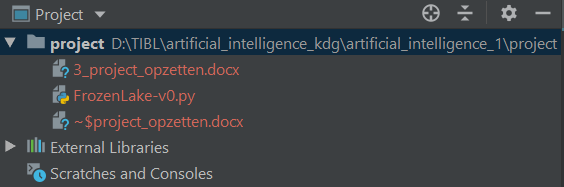 Project
project D:\TIBL\artificial_intelligence_kdg\artificial_intelligence_1\project
3_project_opzetten.docx
FrozenLake-v0.py
~$project_opzetten.docx
External Libraries
Scratches and Consoles